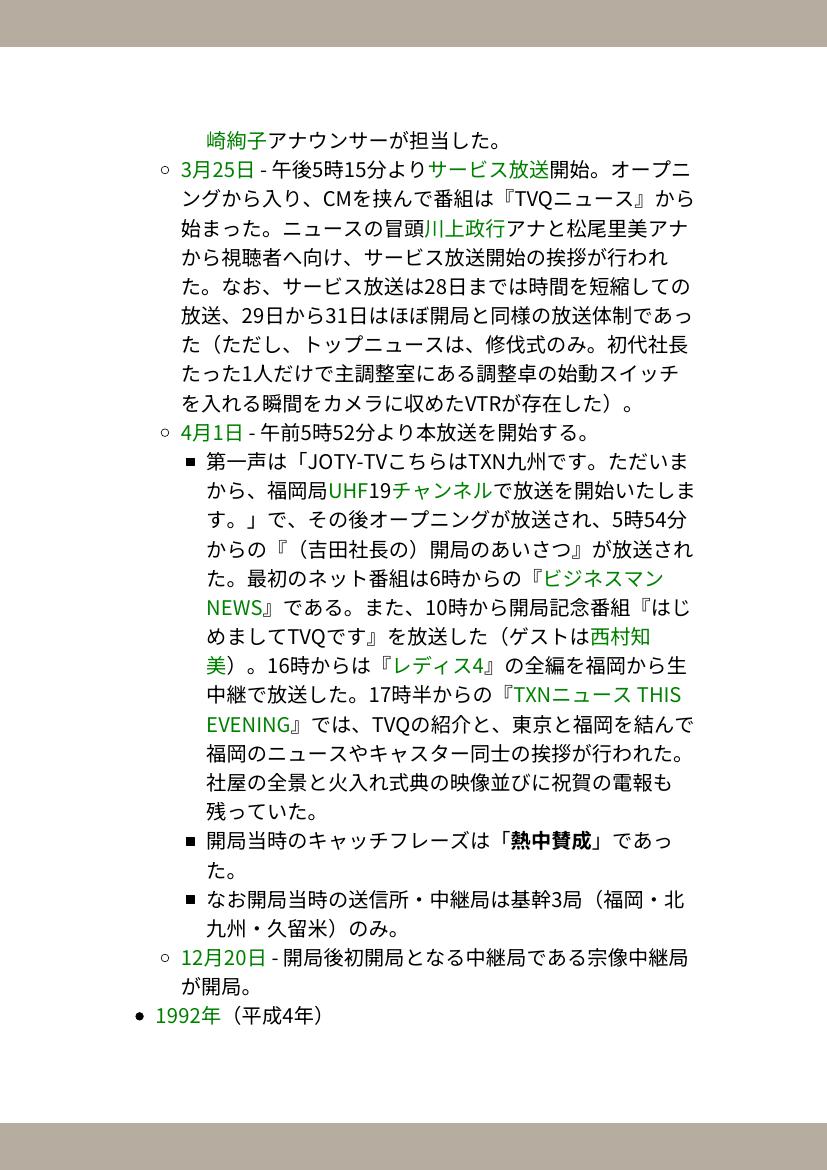 崎絢子アナウンサーが担当した。
3月25日 - 午後5時15分よりサービス放送開始。オープニ
ングから入り、CMを挟んで番組は『TVQニュース』から
始まった。ニュースの冒頭川上政行アナと松尾里美アナ
から視聴者へ向け、サービス放送開始の挨拶が行われ
た。なお、サービス放送は28日までは時間を短縮しての
放送、29日から31日はほぼ開局と同様の放送体制であっ
た（ただし、トップニュースは、修伐式のみ。初代社長
たった1人だけで主調整室にある調整卓の始動スイッチ
を入れる瞬間をカメラに収めたVTRが存在した）。
4月1日 - 午前5時52分より本放送を開始する。
第一声は「JOTY-TVこちらはTXN九州です。ただいま
から、福岡局UHF19チャンネルで放送を開始いたしま
す。」で、その後オープニングが放送され、5時54分
からの『（吉田社長の）開局のあいさつ』が放送され
た。最初のネット番組は6時からの『ビジネスマン
NEWS』である。また、10時から開局記念番組『はじ
めましてTVQです』を放送した（ゲストは西村知
美）。16時からは『レディス4』の全編を福岡から生
中継で放送した。17時半からの『TXNニュース THIS
EVENING』では、TVQの紹介と、東京と福岡を結んで
福岡のニュースやキャスター同士の挨拶が行われた。
社屋の全景と火入れ式典の映像並びに祝賀の電報も
残っていた。
開局当時のキャッチフレーズは「熱中賛成」であっ
た。
なお開局当時の送信所・中継局は基幹3局（福岡・北
九州・久留米）のみ。
12月20日 - 開局後初開局となる中継局である宗像中継局
が開局。
1992年（平成4年）